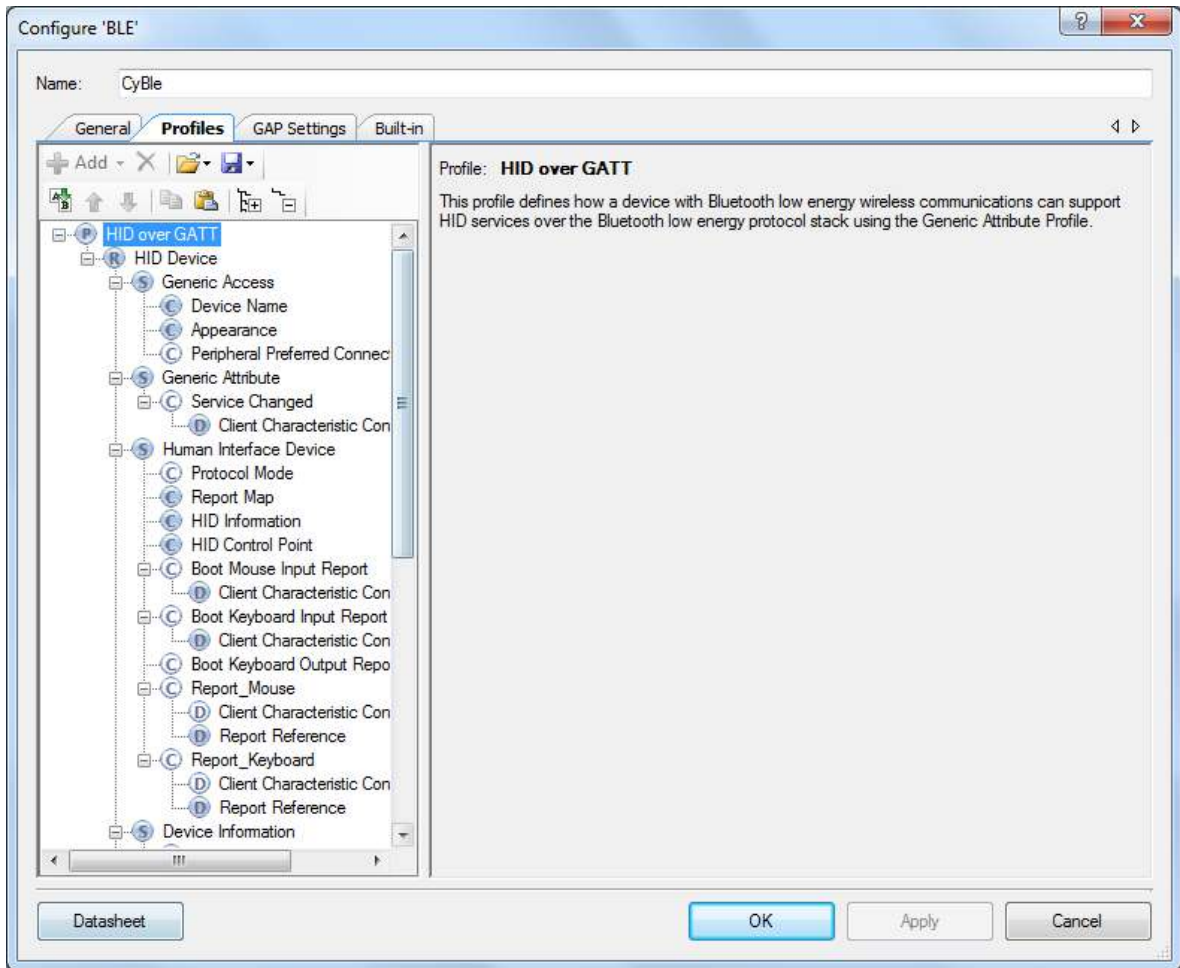 Configure 'BLE'
Name: CyBle
General Profiles GAP Settings Built-in
Add
Profile: HID over GATT
This profile defines how a device with Bluetooth low energy wireless communications can support
HID services over the Bluetooth low energy protocol stack using the Generic Attribute Profile.
P HID over GATT
R HID Device
S Generic Access
C Device Name
C Appearance
C Peripheral Preferred Connect
S Generic Attribute
C Service Changed
D Client Characteristic Con
S Human Interface Device
C Protocol Mode
C Report Map
C HID Information
C HID Control Point
C Boot Mouse Input Report
D Client Characteristic Con
C Boot Keyboard Input Report
D Client Characteristic Con
C Boot Keyboard Output Repo
C Report_Mouse
D Client Characteristic Con
D Report Reference
C Report_Keyboard
D Client Characteristic Con
D Report Reference
S Device Information
Datasheet
OK Apply Cancel